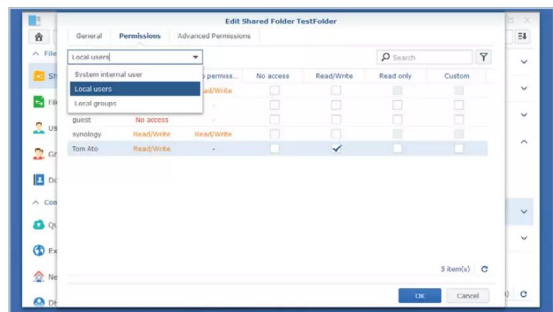 Edit Shared Folder TestFolder
General Permissions Advanced Permissions
File
Local users
Search
System internal user
Local users
Local groups
No access Read/Write Read only Custom
guest No access
synology Read/Write Read/Write
Tom Ato Read/Write -
3 item(s)
OK Cancel